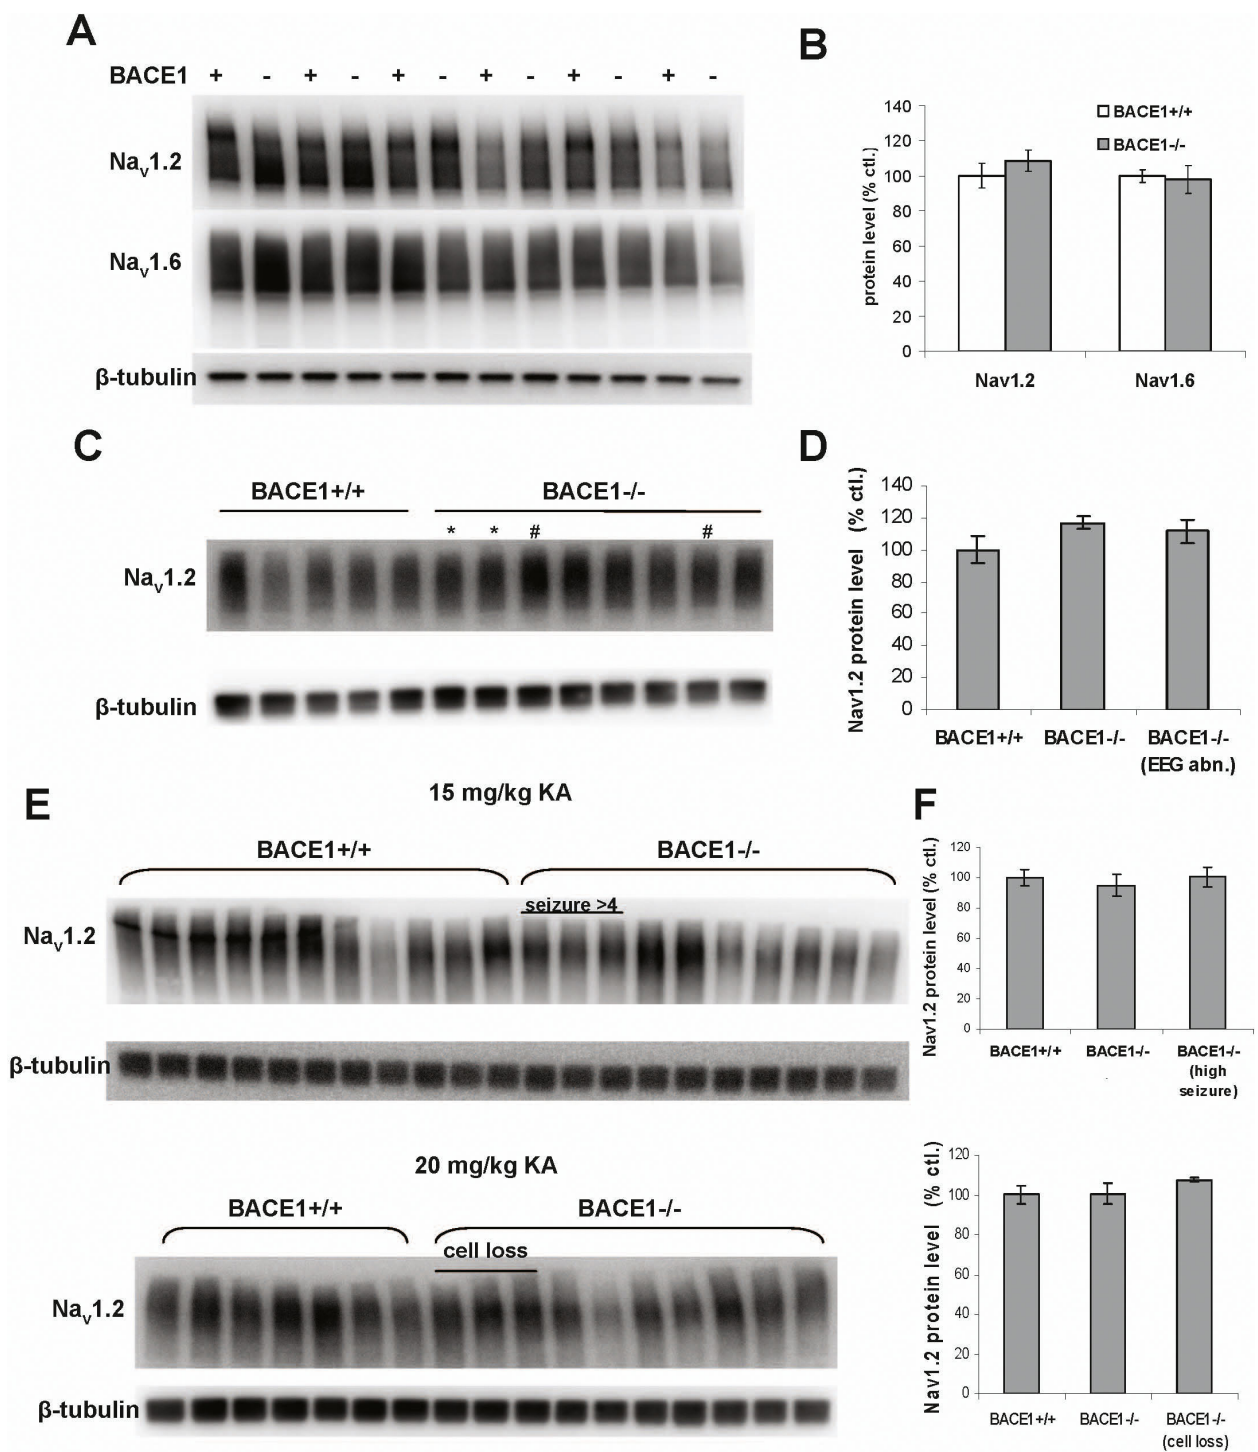 A
BACE1 + - + - + - + - + - + -
Nav1.2
Nav1.6
β-tubulin
B
protein level (% ctl.)
140
120
100
80
60
40
20
0
BACE1+/+
BACE1-/-
Nav1.2 Nav1.6
C
BACE1+/+ BACE1-/-
* * # #
Nav1.2
β-tubulin
D
Nav1.2 protein level (% ctl.)
140
120
100
80
60
40
20
0
BACE1+/+ BACE1-/- BACE1-/-
(EEG abn.)
E
15 mg/kg KA
BACE1+/+ BACE1-/-
seizure >4
Nav1.2
β-tubulin
F
Nav1.2 protein level (% ctl.)
120
100
80
60
40
20
0
BACE1+/+ BACE1-/- BACE1-/-
(high
seizure)
20 mg/kg KA
BACE1+/+ BACE1-/-
cell loss
Nav1.2
β-tubulin
Nav1.2 protein level (% ctl.)
120
100
80
60
40
20
0
BACE1+/+ BACE1-/- BACE1-/-
(cell loss)